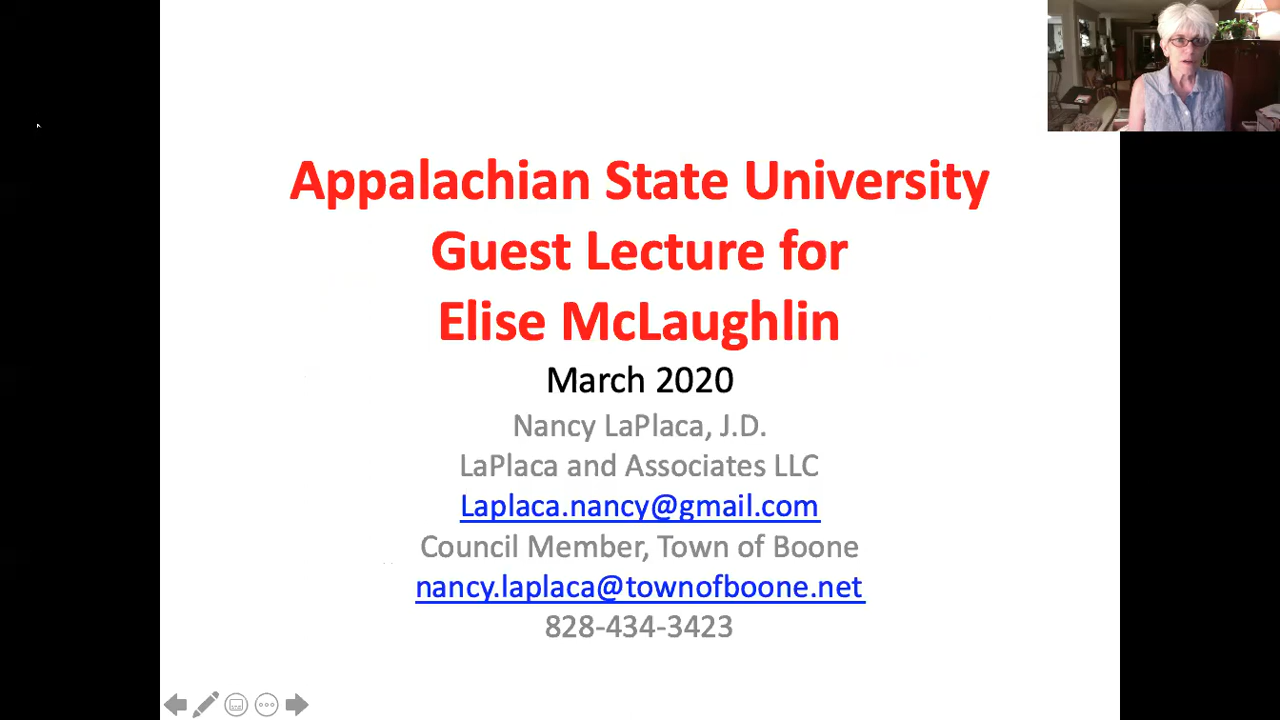 Appalachian State University
Guest Lecture for
Elise McLaughlin
March 2020
Nancy LaPlaca, J.D.
LaPlaca and Associates LLC
Laplaca.nancy@gmail.com
Council Member, Town of Boone
nancy.laplaca@townofboone.net
828-434-3423